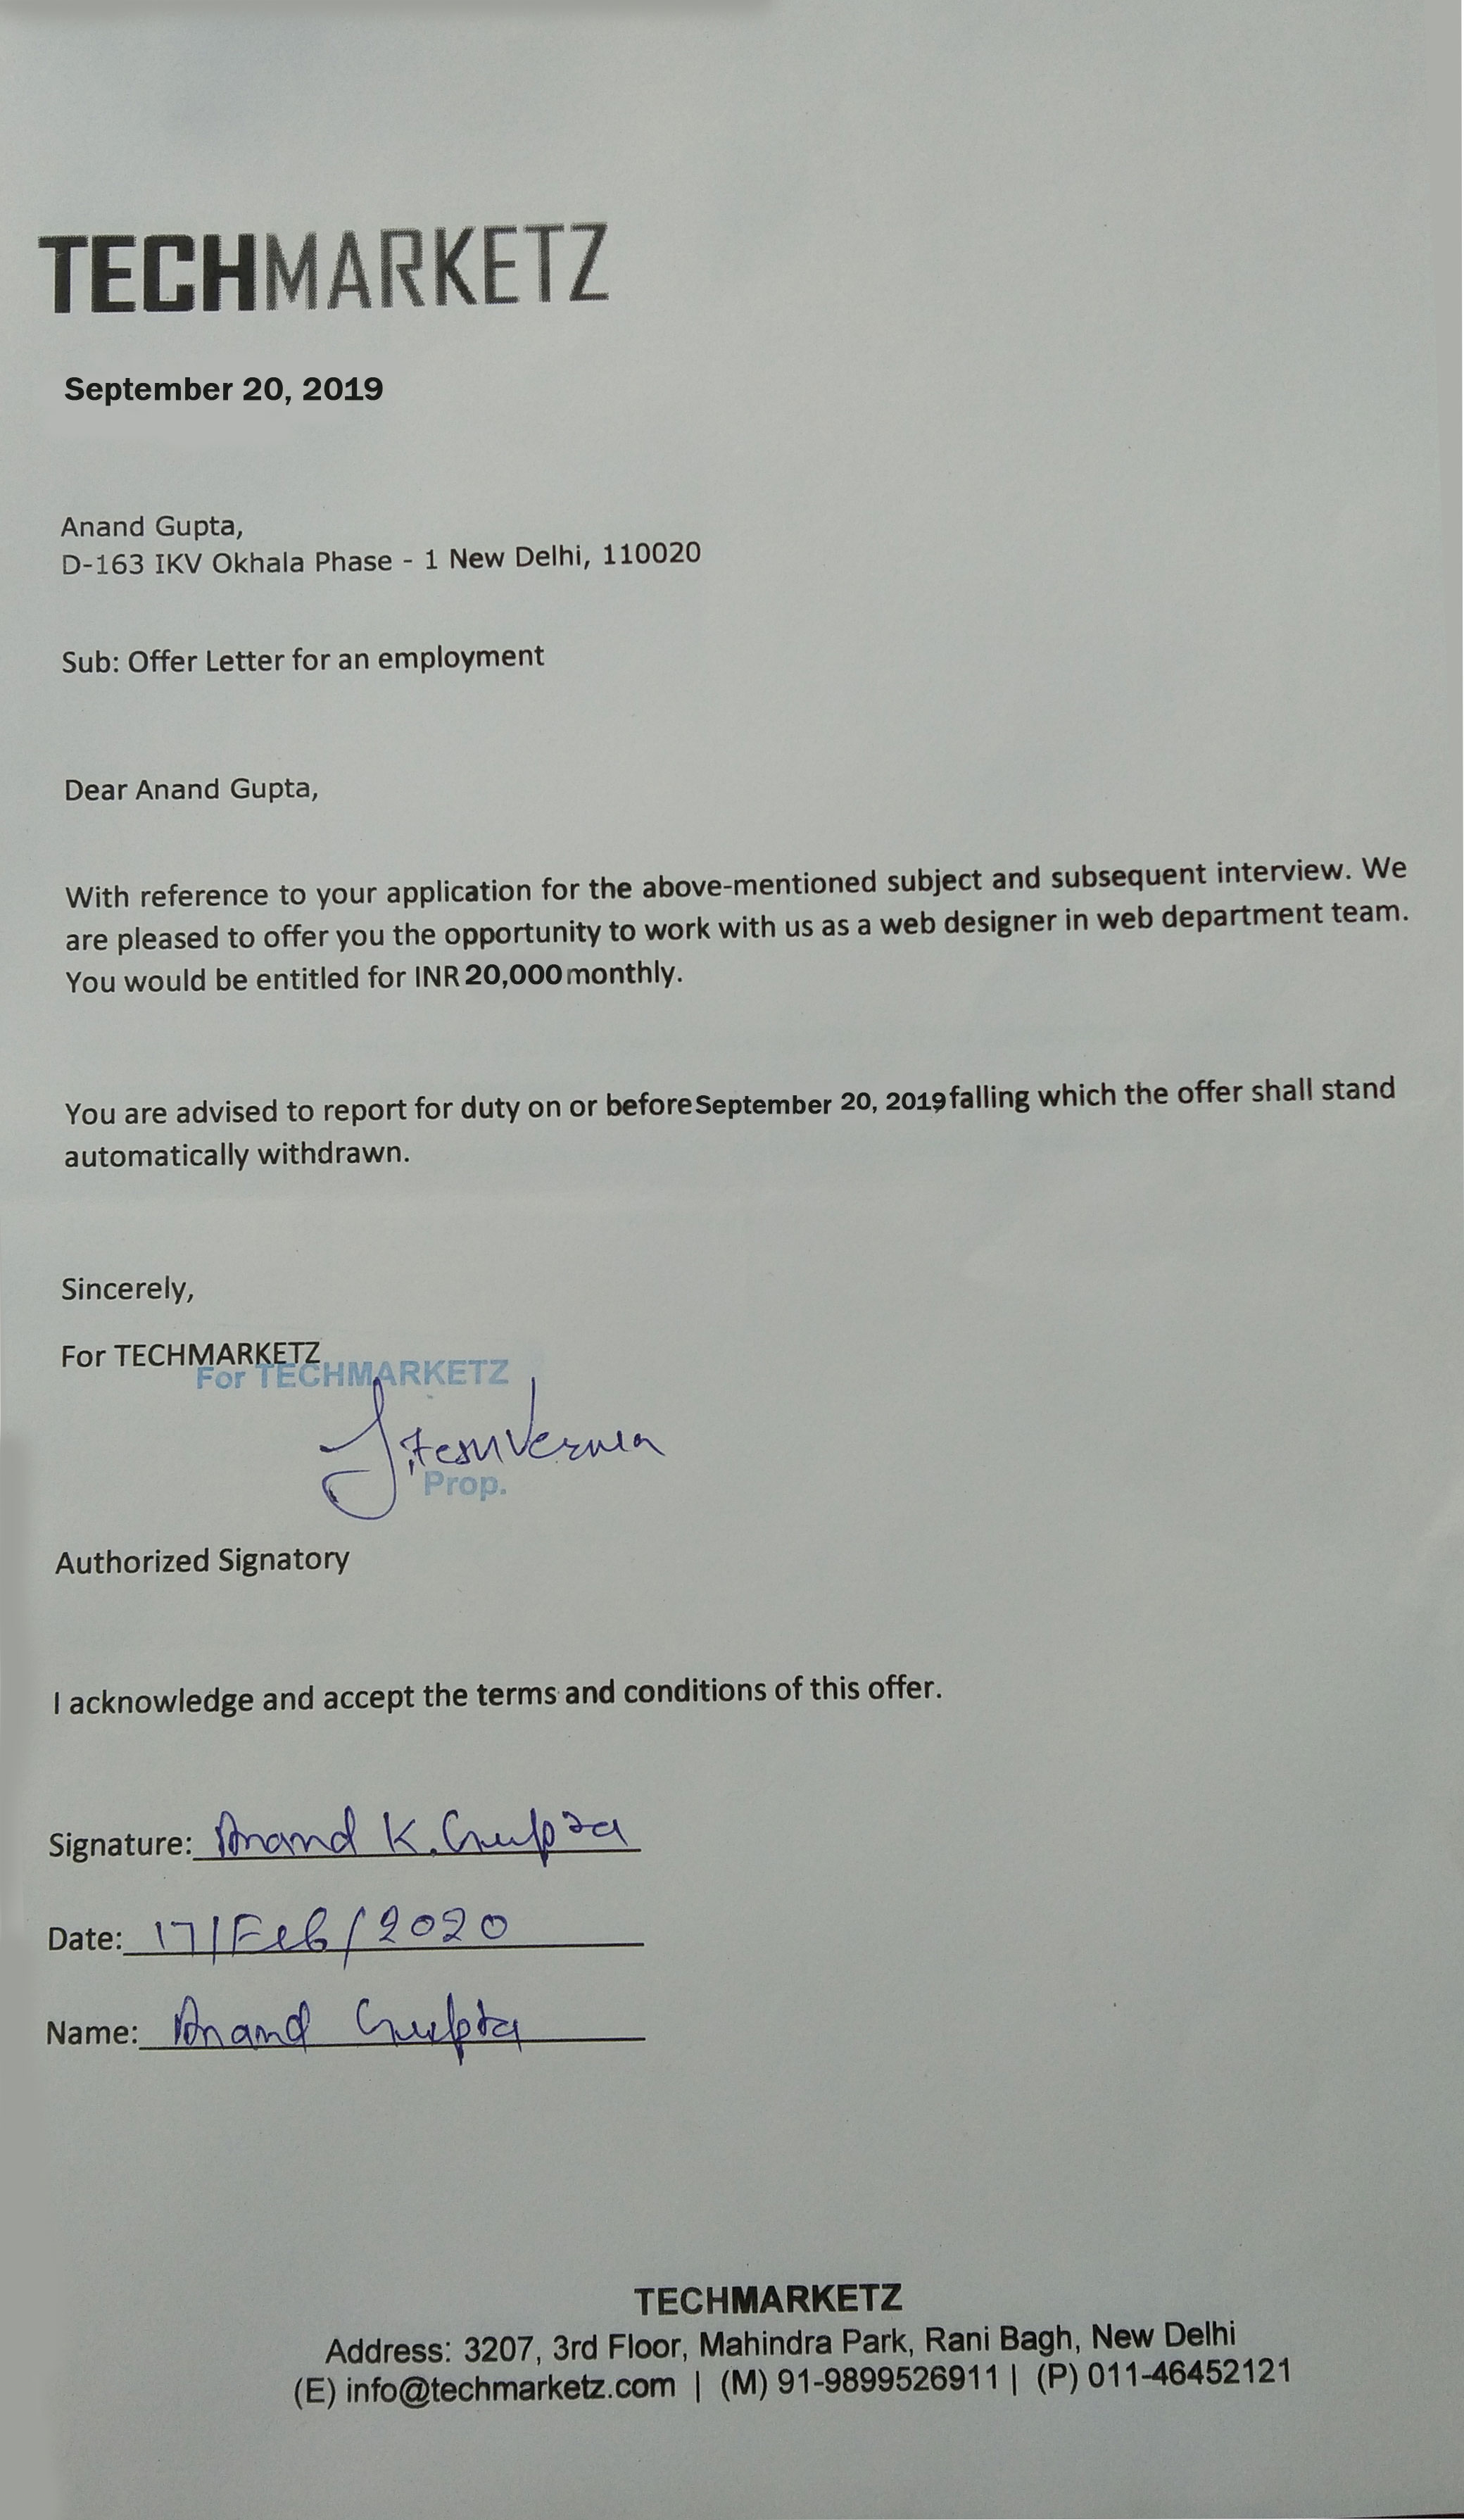 TECHMARKETZ
September 20, 2019
Anand Gupta,
D-163 IKV Okhala Phase - 1 New Delhi, 110020
Sub: Offer Letter for an employment
Dear Anand Gupta,
With reference to your application for the above-mentioned subject and subsequent interview. We
are pleased to offer you the opportunity to work with us as a web designer in web department team.
You would be entitled for INR 20,000 monthly.
You are advised to report for duty on or before September 20, 2019 falling which the offer shall stand
automatically withdrawn.
Sincerely,
For TECHMARKETZ
For TECHMARKETZ
Jitesh Verma
Prop.
Authorized Signatory
I acknowledge and accept the terms and conditions of this offer.
Signature: Anand K. Gupta
Date: 17/Feb/2020
Name: Anand Gupta
TECHMARKETZ
Address: 3207, 3rd Floor, Mahindra Park, Rani Bagh, New Delhi
(E) info@techmarketz.com | (M) 91-9899526911 | (P) 011-46452121